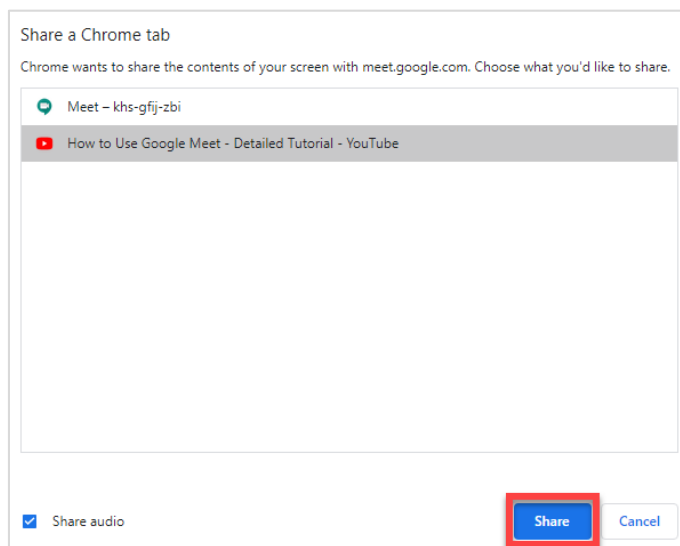 Share a Chrome tab
Chrome wants to share the contents of your screen with meet.google.com. Choose what you'd like to share.
Meet – khs-gfij-zbi
How to Use Google Meet - Detailed Tutorial - YouTube
Share audio
Share
Cancel